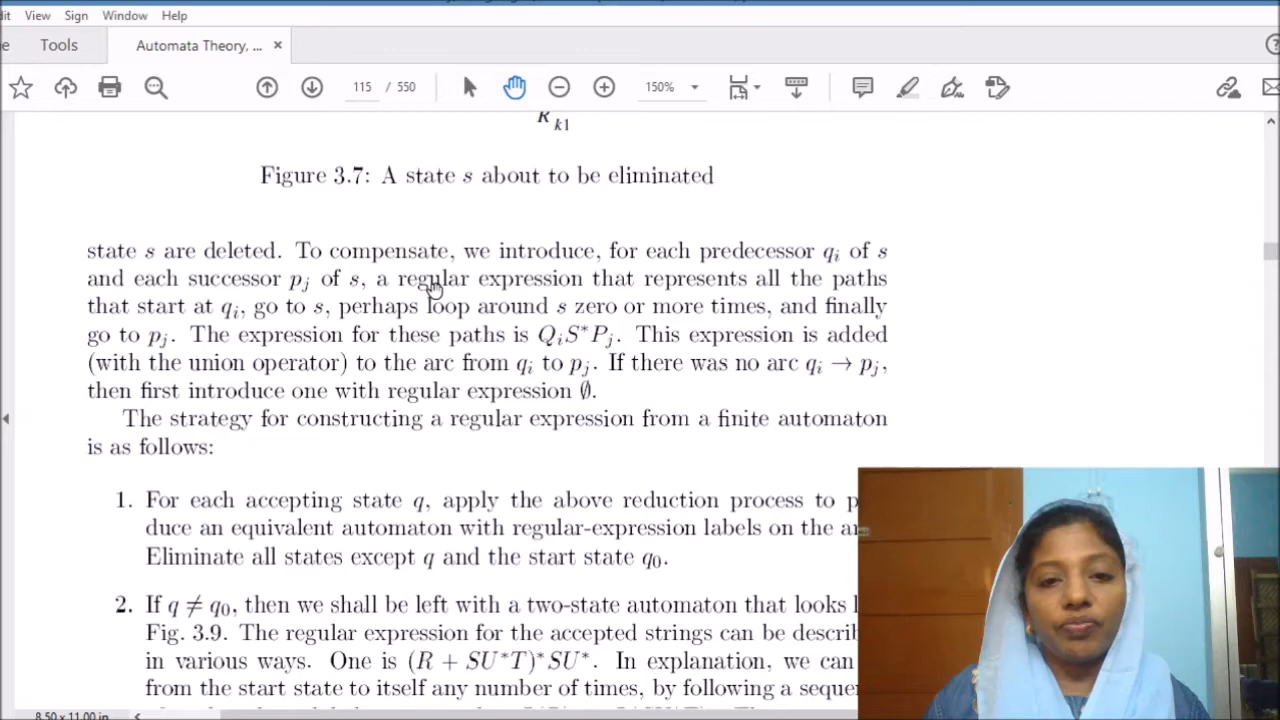 View Sign Window Help
Tools Automata Theory, ... ×
115 / 550 150%
R k1
Figure 3.7: A state s about to be eliminated
state s are deleted. To compensate, we introduce, for each predecessor qᵢ of s
and each successor pⱼ of s, a regular expression that represents all the paths
that start at qᵢ, go to s, perhaps loop around s zero or more times, and finally
go to pⱼ. The expression for these paths is QᵢS*Pⱼ. This expression is added
(with the union operator) to the arc from qᵢ to pⱼ. If there was no arc qᵢ → pⱼ,
then first introduce one with regular expression ∅.
The strategy for constructing a regular expression from a finite automaton
is as follows:
1. For each accepting state q, apply the above reduction process to p
duce an equivalent automaton with regular-expression labels on the a
Eliminate all states except q and the start state q₀.
2. If q ≠ q₀, then we shall be left with a two-state automaton that looks l
Fig. 3.9. The regular expression for the accepted strings can be describ
in various ways. One is (R + SU*T)*SU*. In explanation, we can
from the start state to itself any number of times, by following a seque
8.50 x 11.00 in